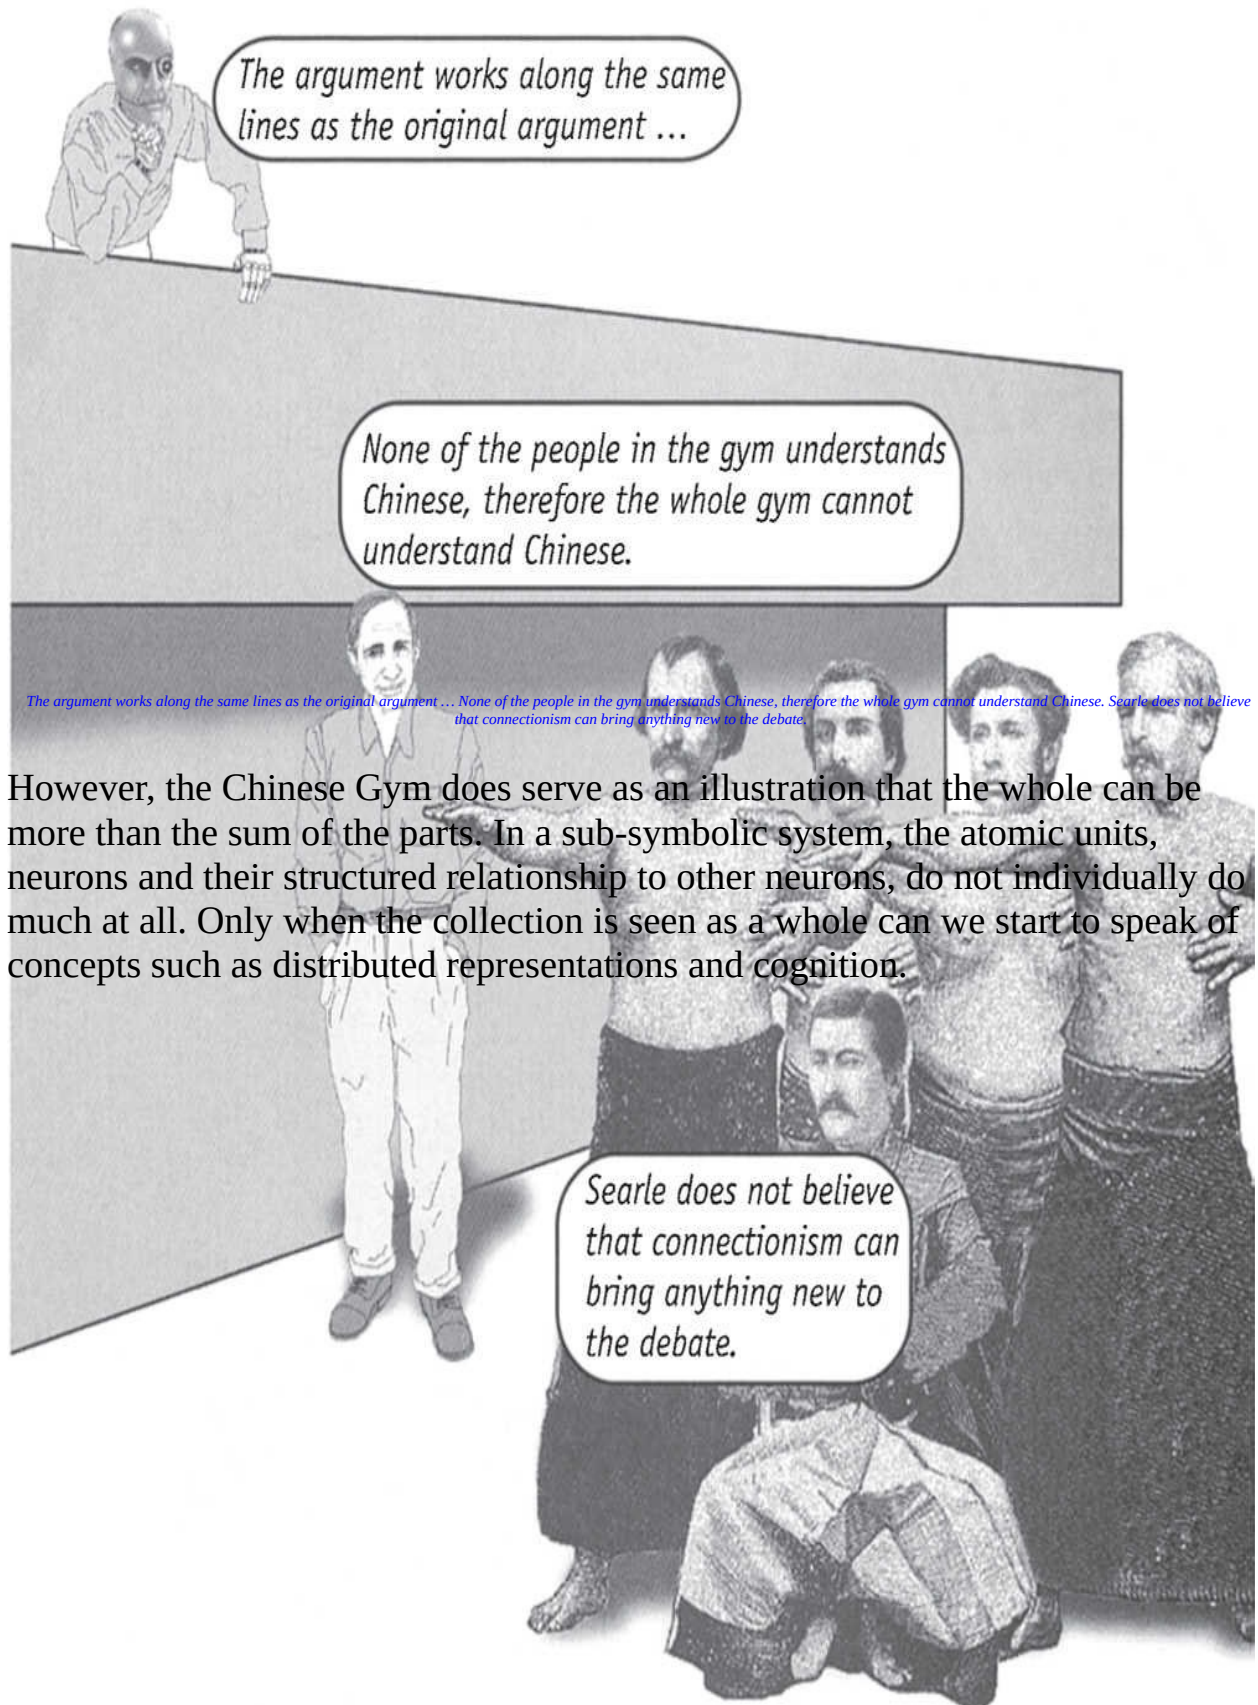 The argument works along the same
lines as the original argument …
None of the people in the gym understands
Chinese, therefore the whole gym cannot
understand Chinese.
The argument works along the same lines as the original argument … None of the people in the gym understands Chinese, therefore the whole gym cannot understand Chinese. Searle does not believe
that connectionism can bring anything new to the debate.
However, the Chinese Gym does serve as an illustration that the whole can be
more than the sum of the parts. In a sub-symbolic system, the atomic units,
neurons and their structured relationship to other neurons, do not individually do
much at all. Only when the collection is seen as a whole can we start to speak of
concepts such as distributed representations and cognition.
Searle does not believe
that connectionism can
bring anything new to
the debate.